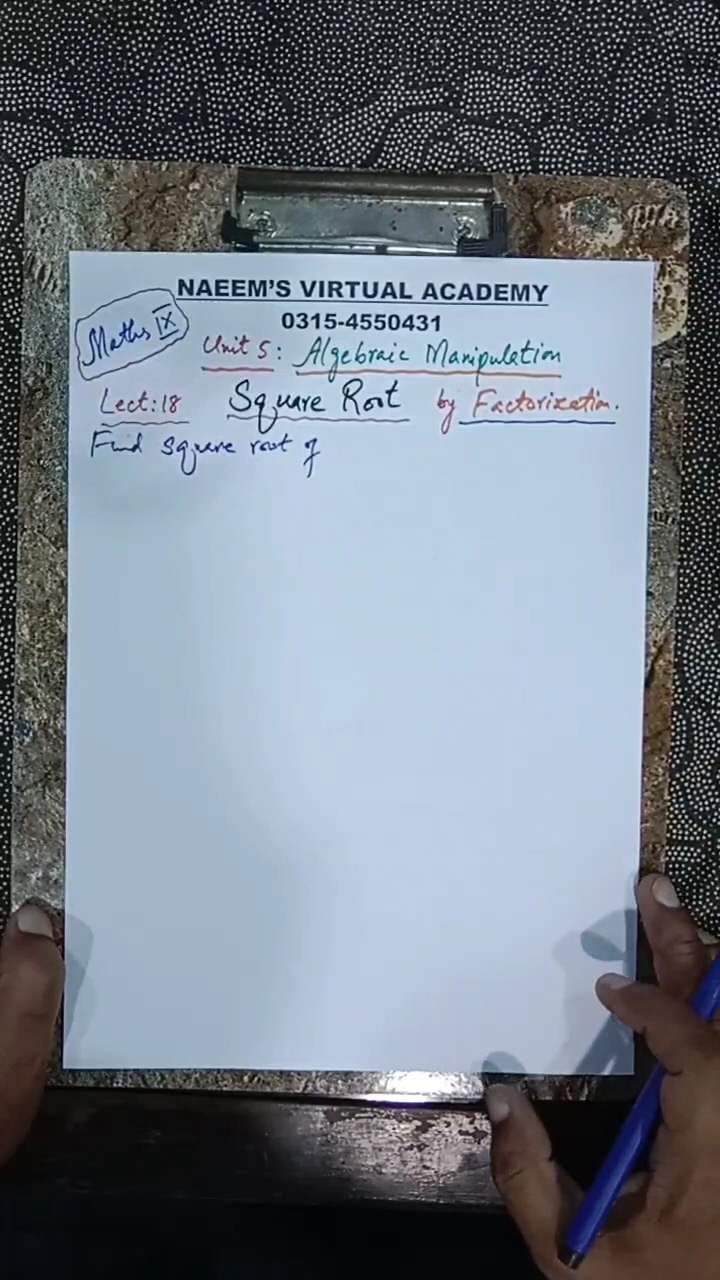 NAEEM'S VIRTUAL ACADEMY
0315-4550431
Maths IX
Unit 5: Algebraic Manipulation
Lect:18 Square Root by Factorization.
Find square root of